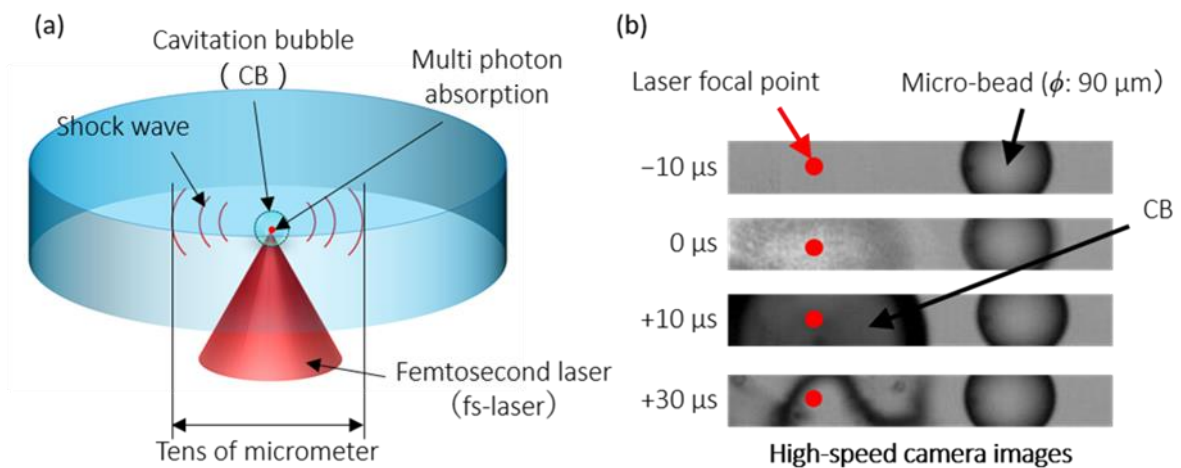 (a)
Cavitation bubble
( CB )
Multi photon
absorption
Shock wave
Femtosecond laser
(fs-laser)
Tens of micrometer
(b)
Laser focal point
Micro-bead (ϕ: 90 μm)
−10 μs
CB
0 μs
+10 μs
+30 μs
High-speed camera images